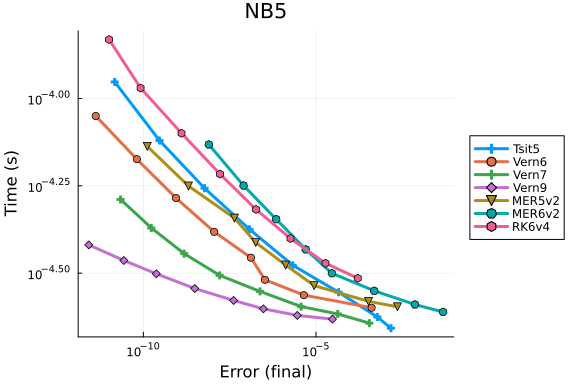 NB5
Time (s)
10^-4.00
10^-4.25
10^-4.50
10^-10
10^-5
Error (final)
Tsit5
Vern6
Vern7
Vern9
MER5v2
MER6v2
RK6v4